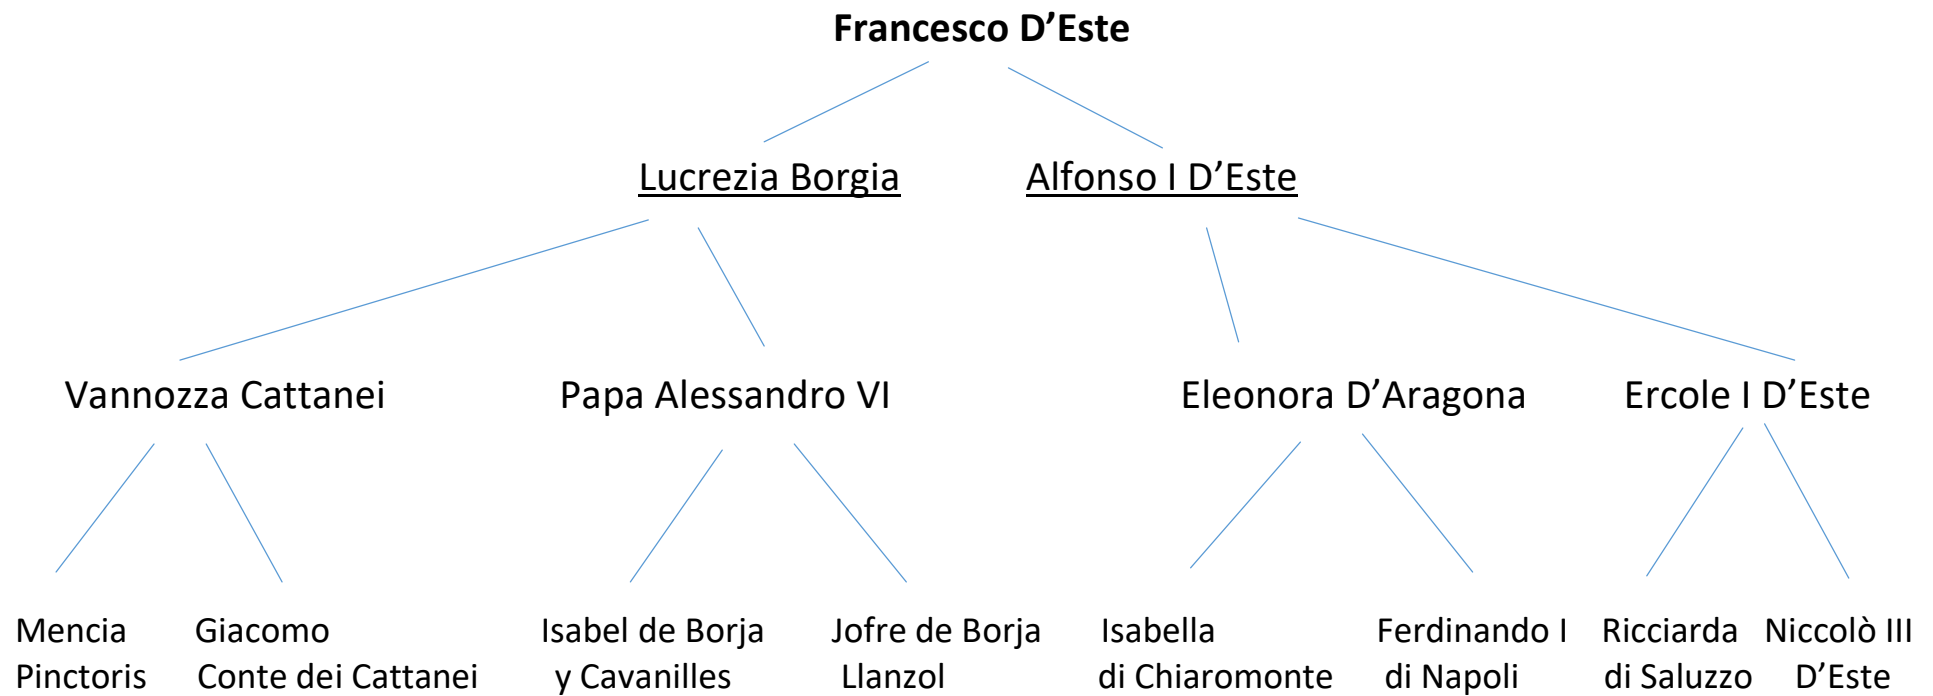 Francesco D’Este
Lucrezia Borgia
Alfonso I D’Este
Vannozza Cattanei
Papa Alessandro VI
Eleonora D’Aragona
Ercole I D’Este
Mencia
Pinctoris
Giacomo
Conte dei Cattanei
Isabel de Borja
y Cavanilles
Jofre de Borja
Llanzol
Isabella
di Chiaromonte
Ferdinando I
di Napoli
Ricciarda
di Saluzzo
Niccolò III
D’Este